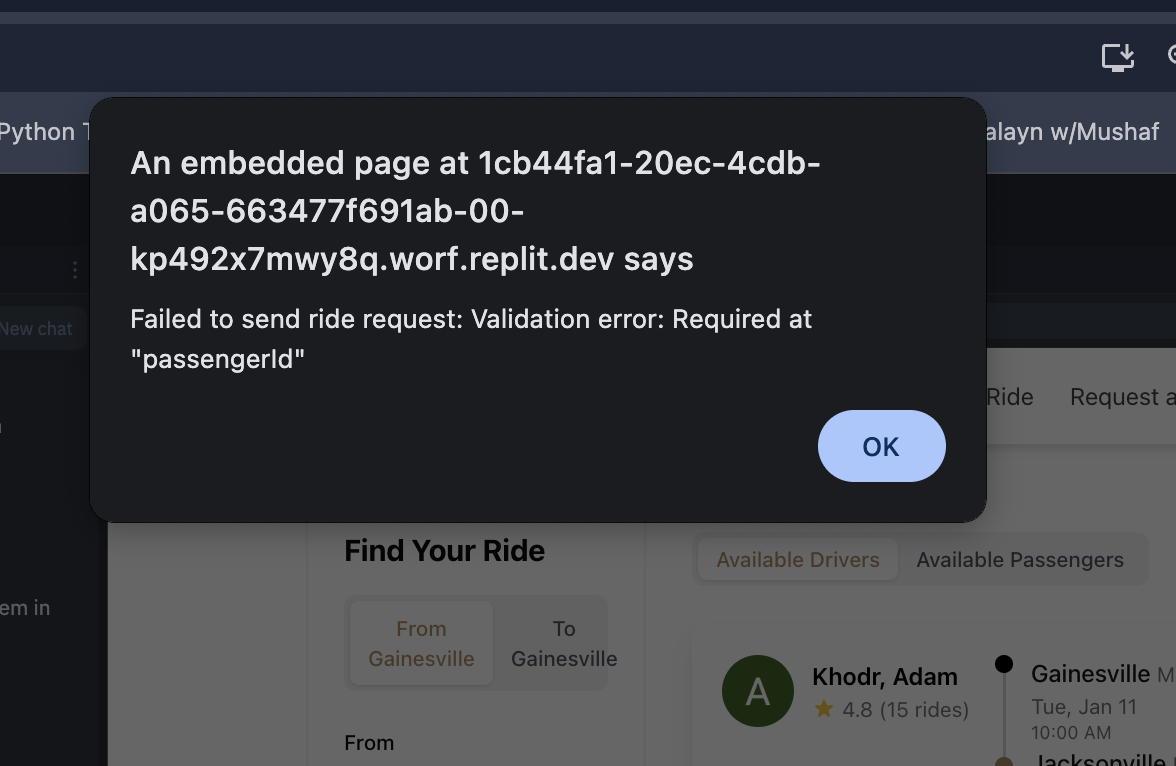 Python
alayn w/Mushaf
An embedded page at 1cb44fa1-20ec-4cdb-
a065-663477f691ab-00-
kp492x7mwy8q.worf.replit.dev says
Failed to send ride request: Validation error: Required at
"passengerId"
OK
New chat
Ride
Request a
em in
Find Your Ride
Available Drivers
Available Passengers
From
Gainesville
To
Gainesville
A
Khodr, Adam
4.8 (15 rides)
Gainesville M
Tue, Jan 11
10:00 AM
Jacksonville
From